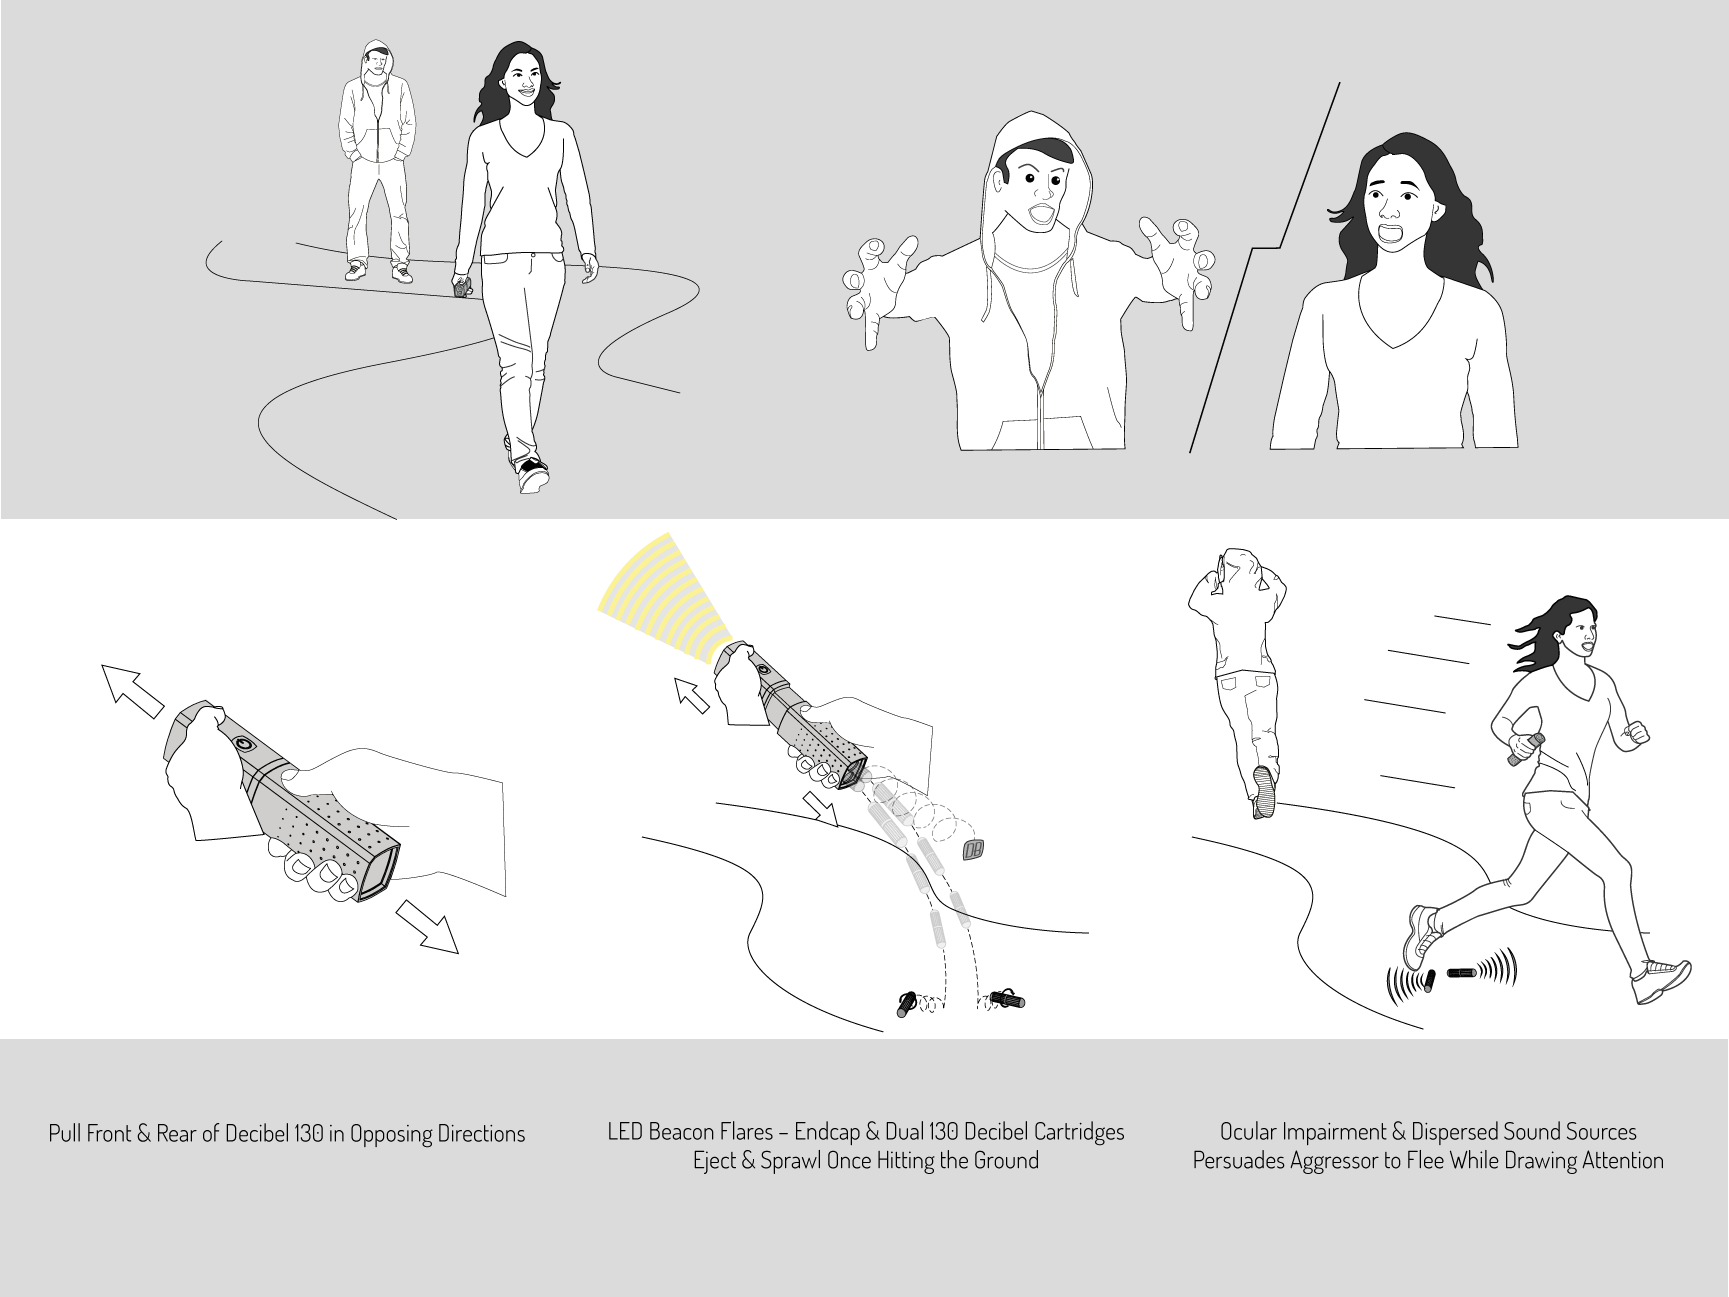 DB
Pull Front & Rear of Decibel 130 in Opposing Directions
LED Beacon Flares – Endcap & Dual 130 Decibel Cartridges
Eject & Sprawl Once Hitting the Ground
Ocular Impairment & Dispersed Sound Sources
Persuades Aggressor to Flee While Drawing Attention